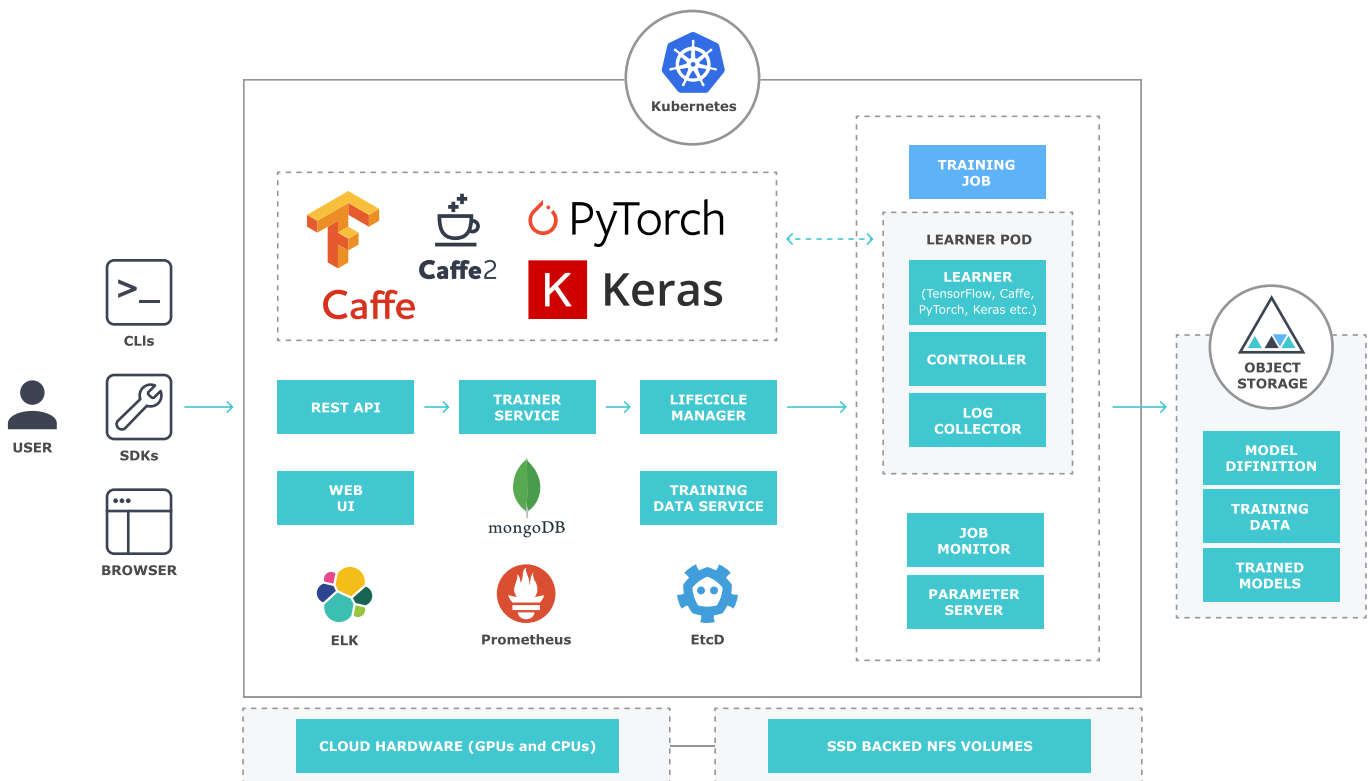 Kubernetes
TRAINING
JOB
PyTorch
Caffe2
Caffe
K Keras
LEARNER POD
LEARNER
(TensorFlow, Caffe,
PyTorch, Keras etc.)
CONTROLLER
LOG
COLLECTOR
>_
CLIs
SDKs
BROWSER
USER
REST API
TRAINER
SERVICE
LIFECICLE
MANAGER
WEB
UI
mongoDB
TRAINING
DATA SERVICE
ELK
Prometheus
EtcD
JOB
MONITOR
PARAMETER
SERVER
OBJECT
STORAGE
MODEL
DIFINITION
TRAINING
DATA
TRAINED
MODELS
CLOUD HARDWARE (GPUs and CPUs)
SSD BACKED NFS VOLUMES